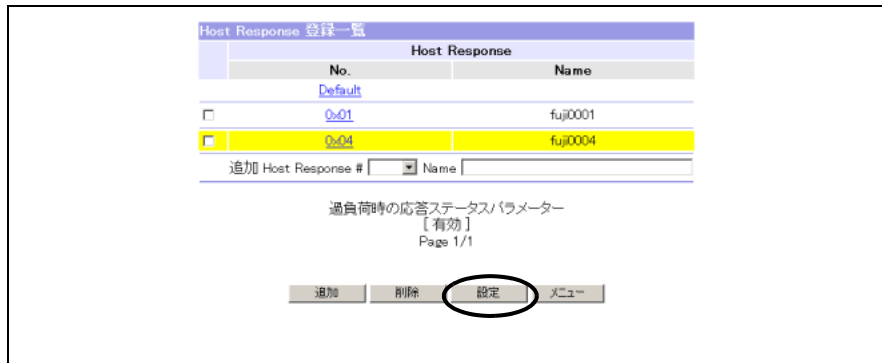 Host Response 登録一覧
Host Response
No. Name
Default
0x01 fuji0001
0x04 fuji0004
追加 Host Response # Name
過負荷時の応答ステータスパラメーター
[ 有効 ]
Page 1/1
追加 削除 設定 メニュー